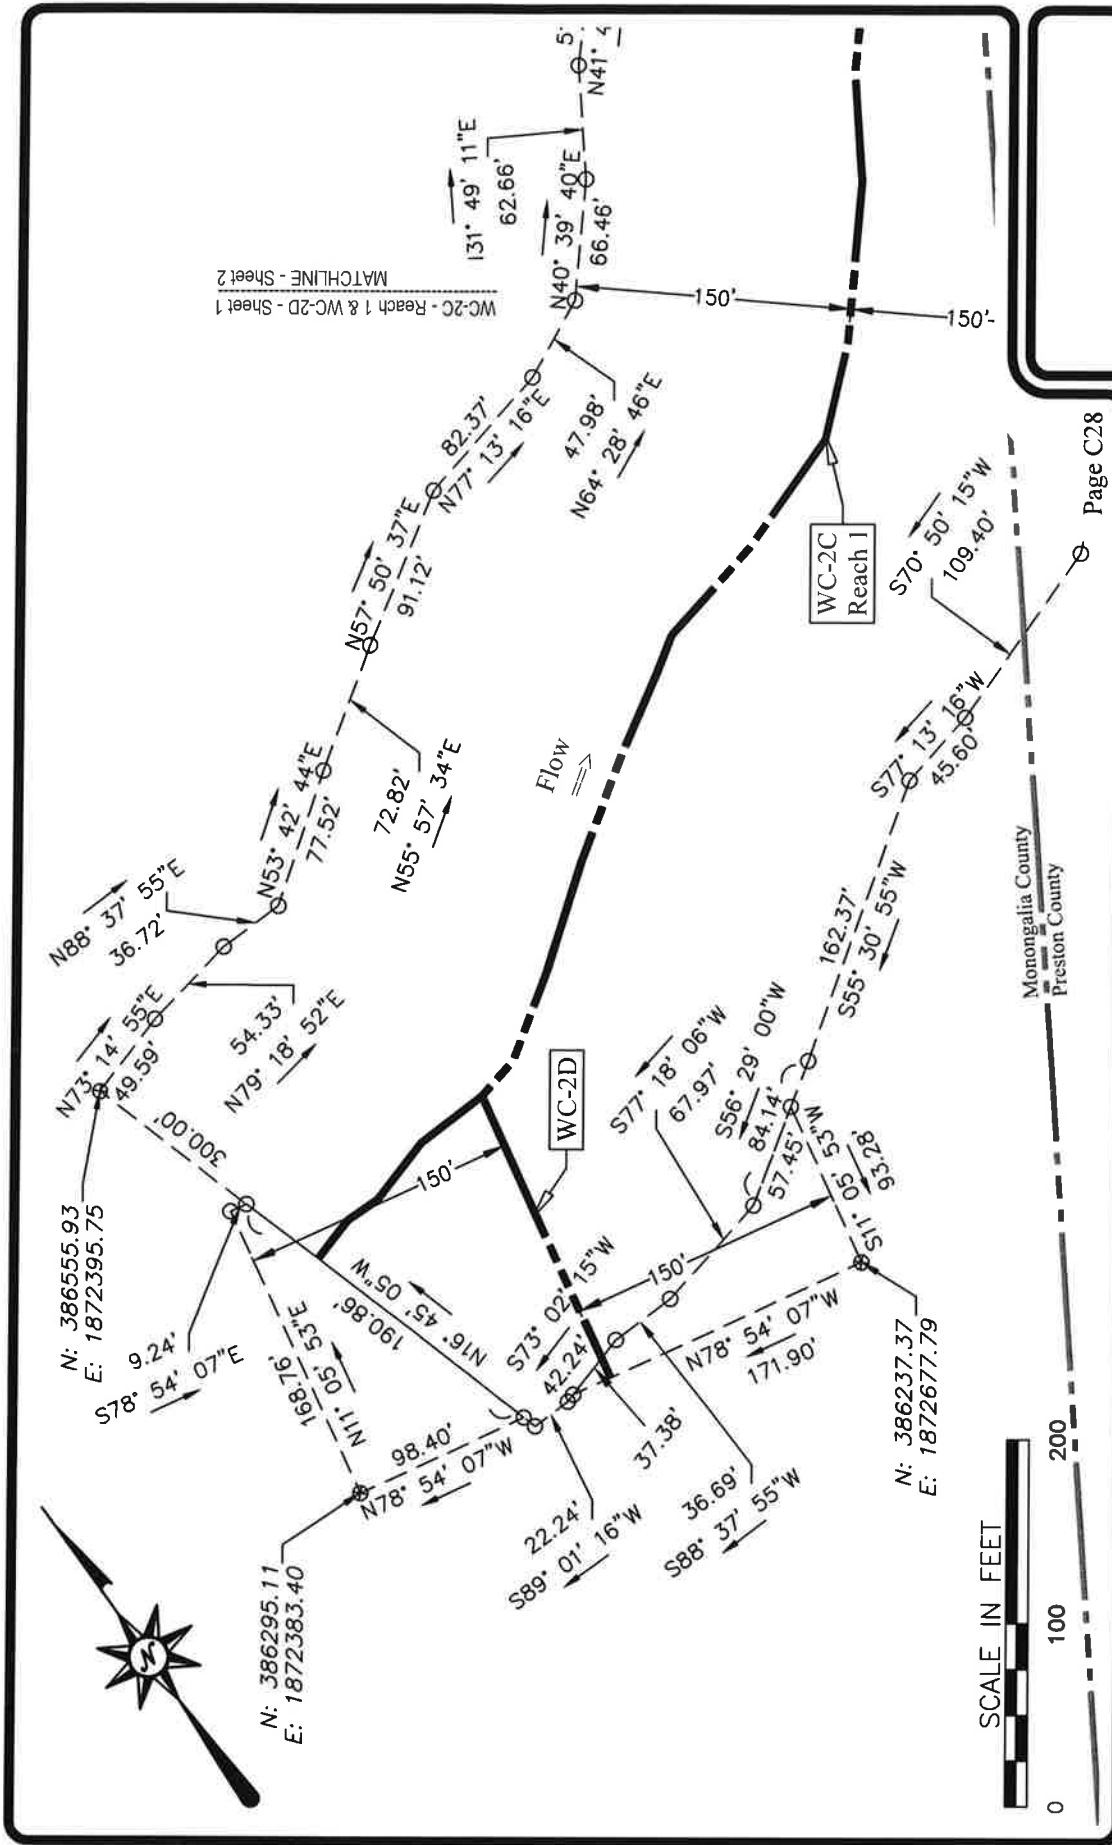 5'
N41° 4
131° 49' 11"E
62.66'
N40° 39' 40"E
66.46'
WC-2C - Reach 1 & WC-2D - Sheet 1
MATCHLINE - Sheet 2
150'
150'
82.37'
N77° 13' 16"E
47.98'
N64° 28' 46"E
N57° 50' 37"E
91.12'
72.82'
N55° 57' 34"E
N53° 42' 44"E
77.52'
N88° 37' 55"E
36.72'
54.33'
N79° 18' 52"E
N73° 14' 55"E
49.59'
N: 386555.93
E: 1872395.75
300.00'
9.24'
S78° 54' 07"E
168.76'
N11° 05' 53"E
190.86'
N16° 45' 05"W
150'
98.40'
N78° 54' 07"W
N: 386295.11
E: 1872383.40
N
22.24'
S89° 01' 16"W
S73° 02' 15"W
42.24'
37.38'
36.69'
S88° 37' 55"W
150'
N78° 54' 07"W
171.90'
N: 386237.37
E: 1872677.79
S11° 05' 53"W
93.28'
57.45'
84.14'
S56° 29' 00"W
S77° 18' 06"W
67.97'
162.37'
S55° 30' 55"W
S77° 13' 16"W
45.60'
S70° 50' 15"W
109.40'
Flow
WC-2D
WC-2C
Reach 1
Monongalia County
Preston County
SCALE IN FEET
0 100 200
Page C28